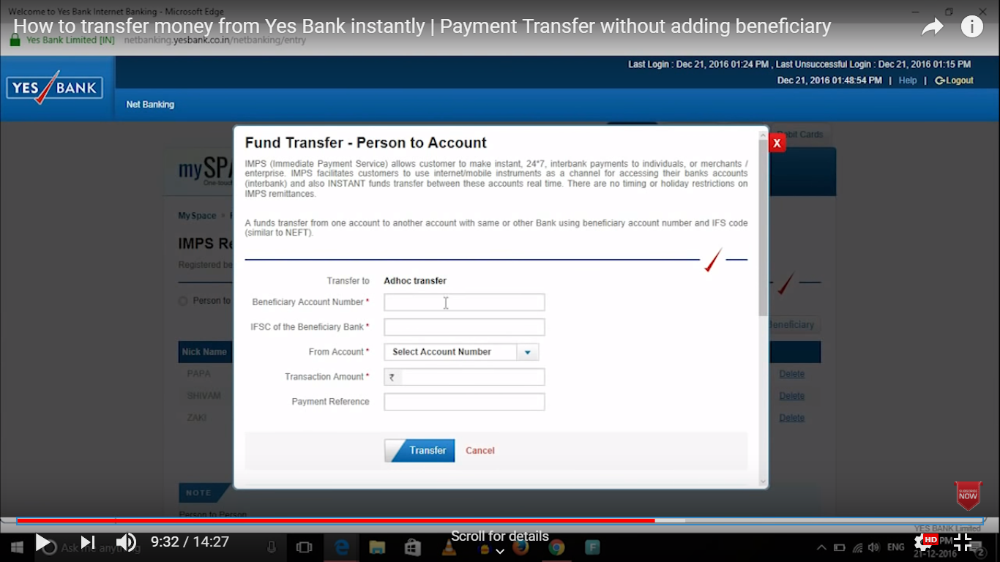 Welcome to Yes Bank Internet Banking - Microsoft Edge
How to transfer money from Yes Bank instantly | Payment Transfer without adding beneficiary
Yes Bank Limited [IN] netbanking.yesbank.co.in/netbanking/entry
Last Login : Dec 21, 2016 01:24 PM , Last Unsuccessful Login : Dec 21, 2016 01:15 PM
Dec 21, 2016 01:48:54 PM | Help | Logout
YES BANK
Net Banking
Debit Cards
Fund Transfer - Person to Account
X
IMPS (Immediate Payment Service) allows customer to make instant, 24*7, interbank payments to individuals, or merchants /
enterprise. IMPS facilitates customers to use internet/mobile instruments as a channel for accessing their banks accounts
(interbank) and also INSTANT funds transfer between these accounts real time. There are no timing or holiday restrictions on
IMPS remittances.
mySP
One-touch
MySpace
A funds transfer from one account to another account with same or other Bank using beneficiary account number and IFS code
(similar to NEFT).
IMPS Re
Registered be
Transfer to Adhoc transfer
Person to
Beneficiary Account Number *
IFSC of the Beneficiary Bank *
Beneficiary
From Account * Select Account Number
Nick Name
Transaction Amount * ₹
PAPA Delete
Payment Reference
SHIVAM Delete
ZAKI Delete
Transfer Cancel
NOTE
SUBSCRIBE
NOW
Person to Person
YES BANK Limited
Scroll for details
9:32 / 14:27
Ask me anything
ENG
HD
PM
21-12-2016
2